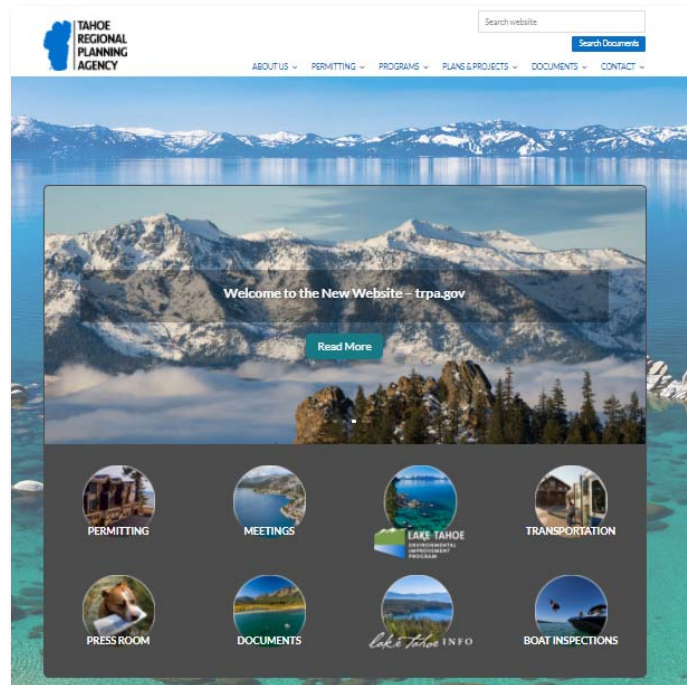 TAHOE
REGIONAL
PLANNING
AGENCY
Search website
Search Documents
ABOUT US PERMITTING PROGRAMS PLANS & PROJECTS DOCUMENTS CONTACT
Welcome to the New Website – trpa.gov
Read More
PERMITTING
MEETINGS
LAKE TAHOE
ENVIRONMENTAL
IMPROVEMENT
PROGRAM
TRANSPORTATION
PRESS ROOM
DOCUMENTS
Lake Tahoe INFO
BOAT INSPECTIONS